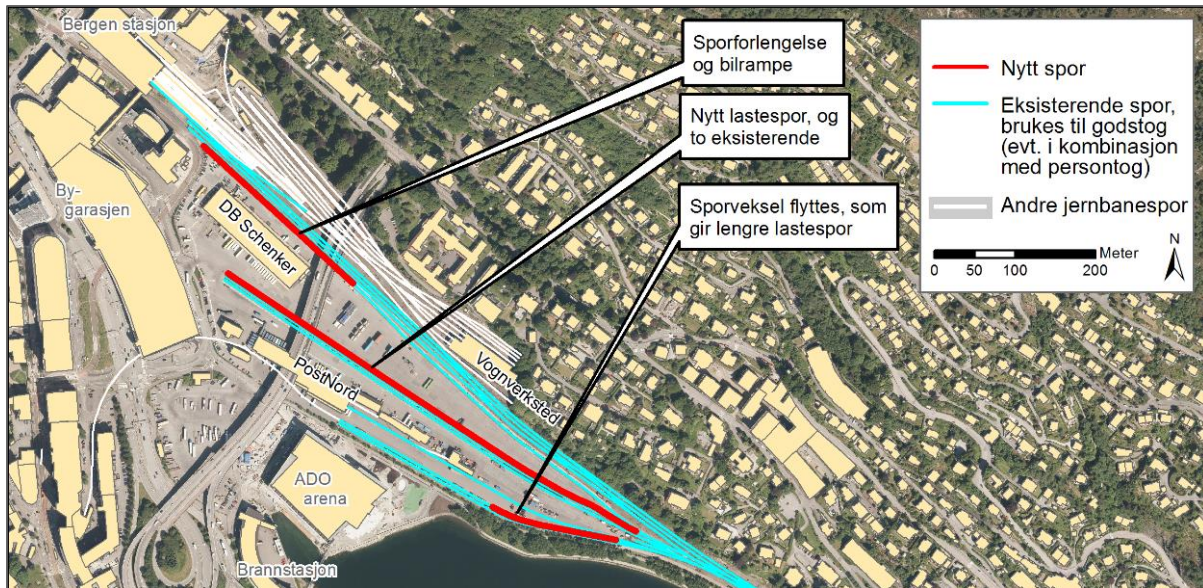 Bergen stasjon
Sporforlengelse
og bilrampe
Nytt lastespor, og
to eksisterende
Sporveksel flyttes, som
gir lengre lastespor
By-
garasjen
DB Schenker
PostNord
Vognverksted
ADO
arena
Brannstasjon
Nytt spor
Eksisterende spor,
brukes til godstog
(evt. i kombinasjon
med persontog)
Andre jernbanespor
Meter
0 50 100 200
N